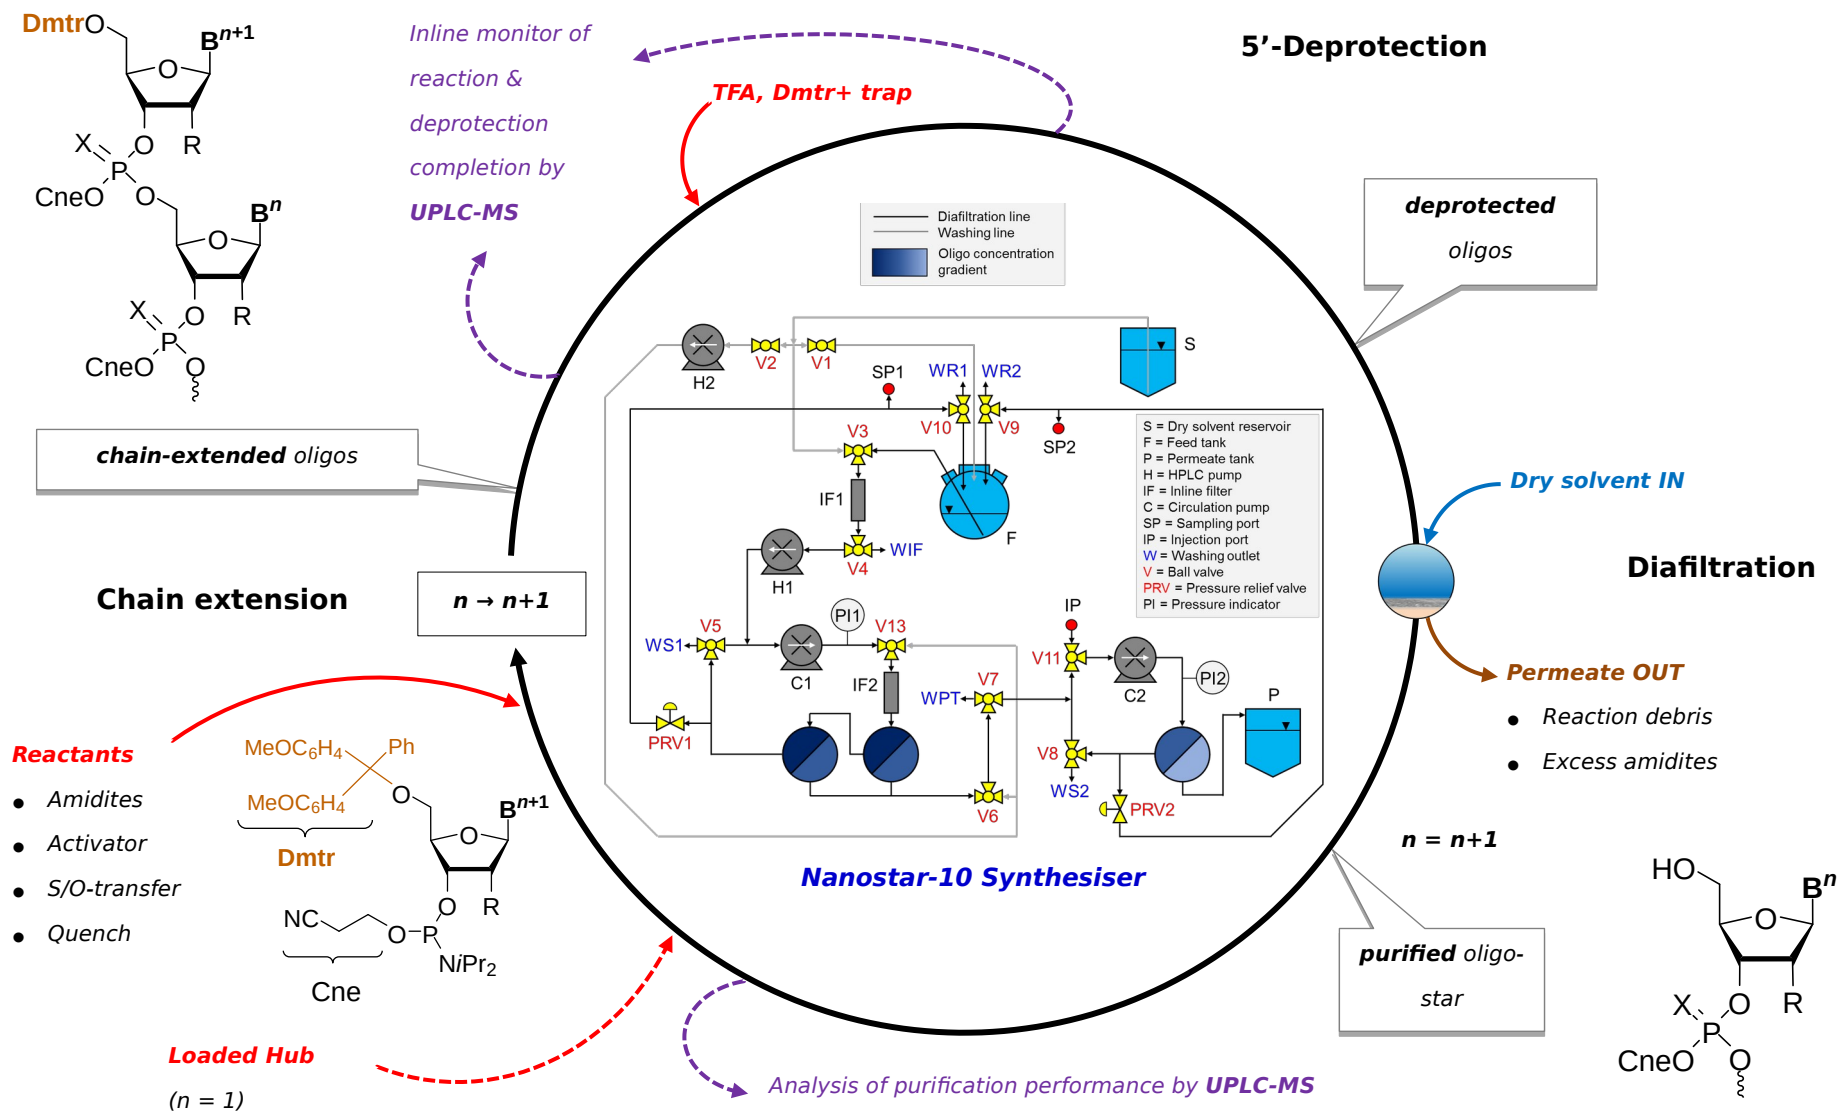 DmtrO
Bn+1
O
O
R
X
P
CneO
O
Bn
O
O
R
X
P
CneO
O
Inline monitor of
reaction &
deprotection
completion by
UPLC-MS
TFA, Dmtr+ trap
5’-Deprotection
deprotected
oligos
chain-extended oligos
Chain extension
n → n+1
Diafiltration line
Washing line
Oligo concentration
gradient
H2
V2
V1
S
SP1
WR1
WR2
V10
V9
SP2
V3
IF1
F
V4
WIF
H1
S = Dry solvent reservoir
F = Feed tank
P = Permeate tank
H = HPLC pump
IF = Inline filter
C = Circulation pump
SP = Sampling port
IP = Injection port
W = Washing outlet
V = Ball valve
PRV = Pressure relief valve
PI = Pressure indicator
PI1
V5
WS1
C1
V13
IF2
PRV1
IP
V11
C2
PI2
V7
WPT
P
V8
WS2
V6
PRV2
Nanostar-10 Synthesiser
Dry solvent IN
Diafiltration
Permeate OUT
● Reaction debris
● Excess amidites
n = n+1
purified oligo-
star
HO
Bn
O
O
R
X
P
CneO
O
Reactants
● Amidites
● Activator
● S/O-transfer
● Quench
MeOC6H4
Ph
MeOC6H4
O
Bn+1
Dmtr
O
O
R
NC
O
P
NiPr2
Cne
Loaded Hub
(n = 1)
Analysis of purification performance by UPLC-MS